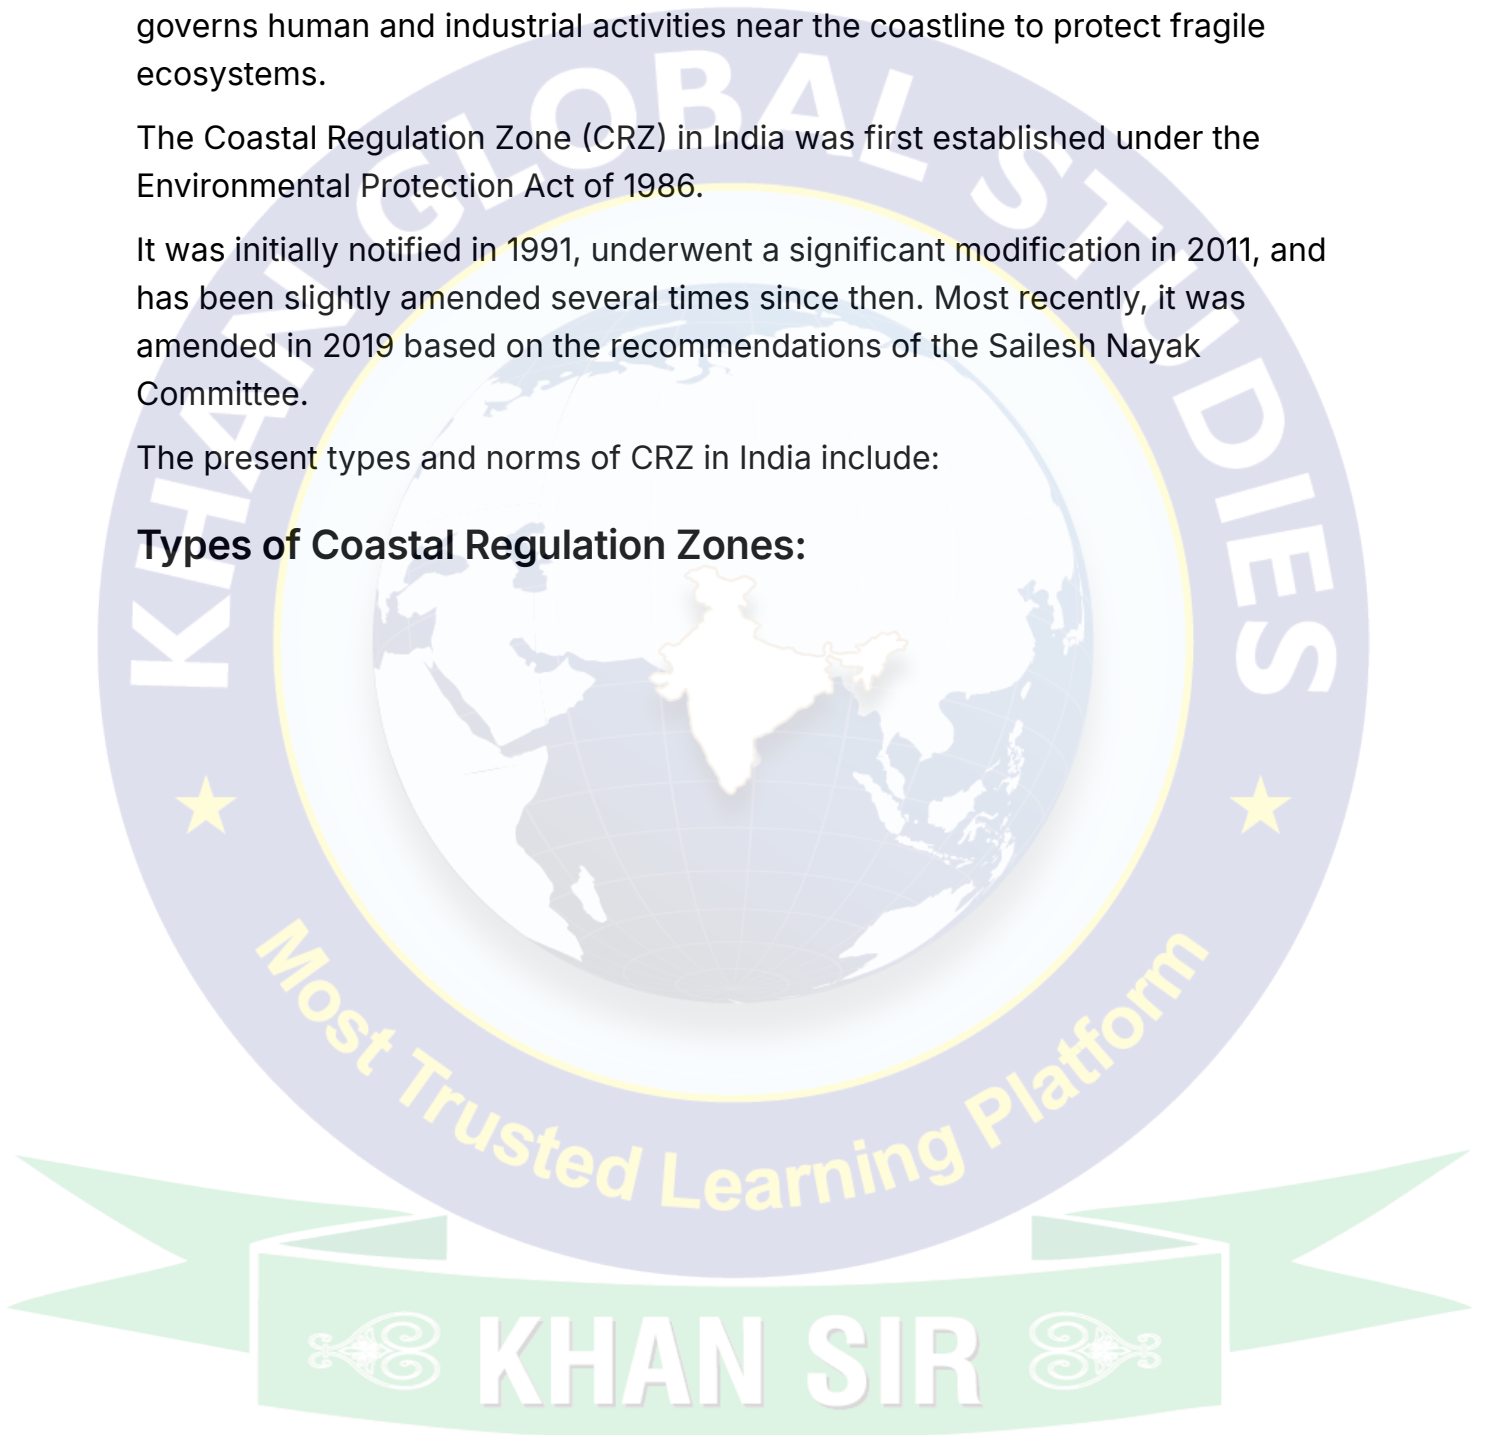 governs human and industrial activities near the coastline to protect fragile
ecosystems.
The Coastal Regulation Zone (CRZ) in India was first established under the
Environmental Protection Act of 1986.
It was initially notified in 1991, underwent a significant modification in 2011, and
has been slightly amended several times since then. Most recently, it was
amended in 2019 based on the recommendations of the Sailesh Nayak
Committee.
The present types and norms of CRZ in India include:
Types of Coastal Regulation Zones:
KHAN GLOBAL STUDIES
Most Trusted Learning Platform
KHAN SIR